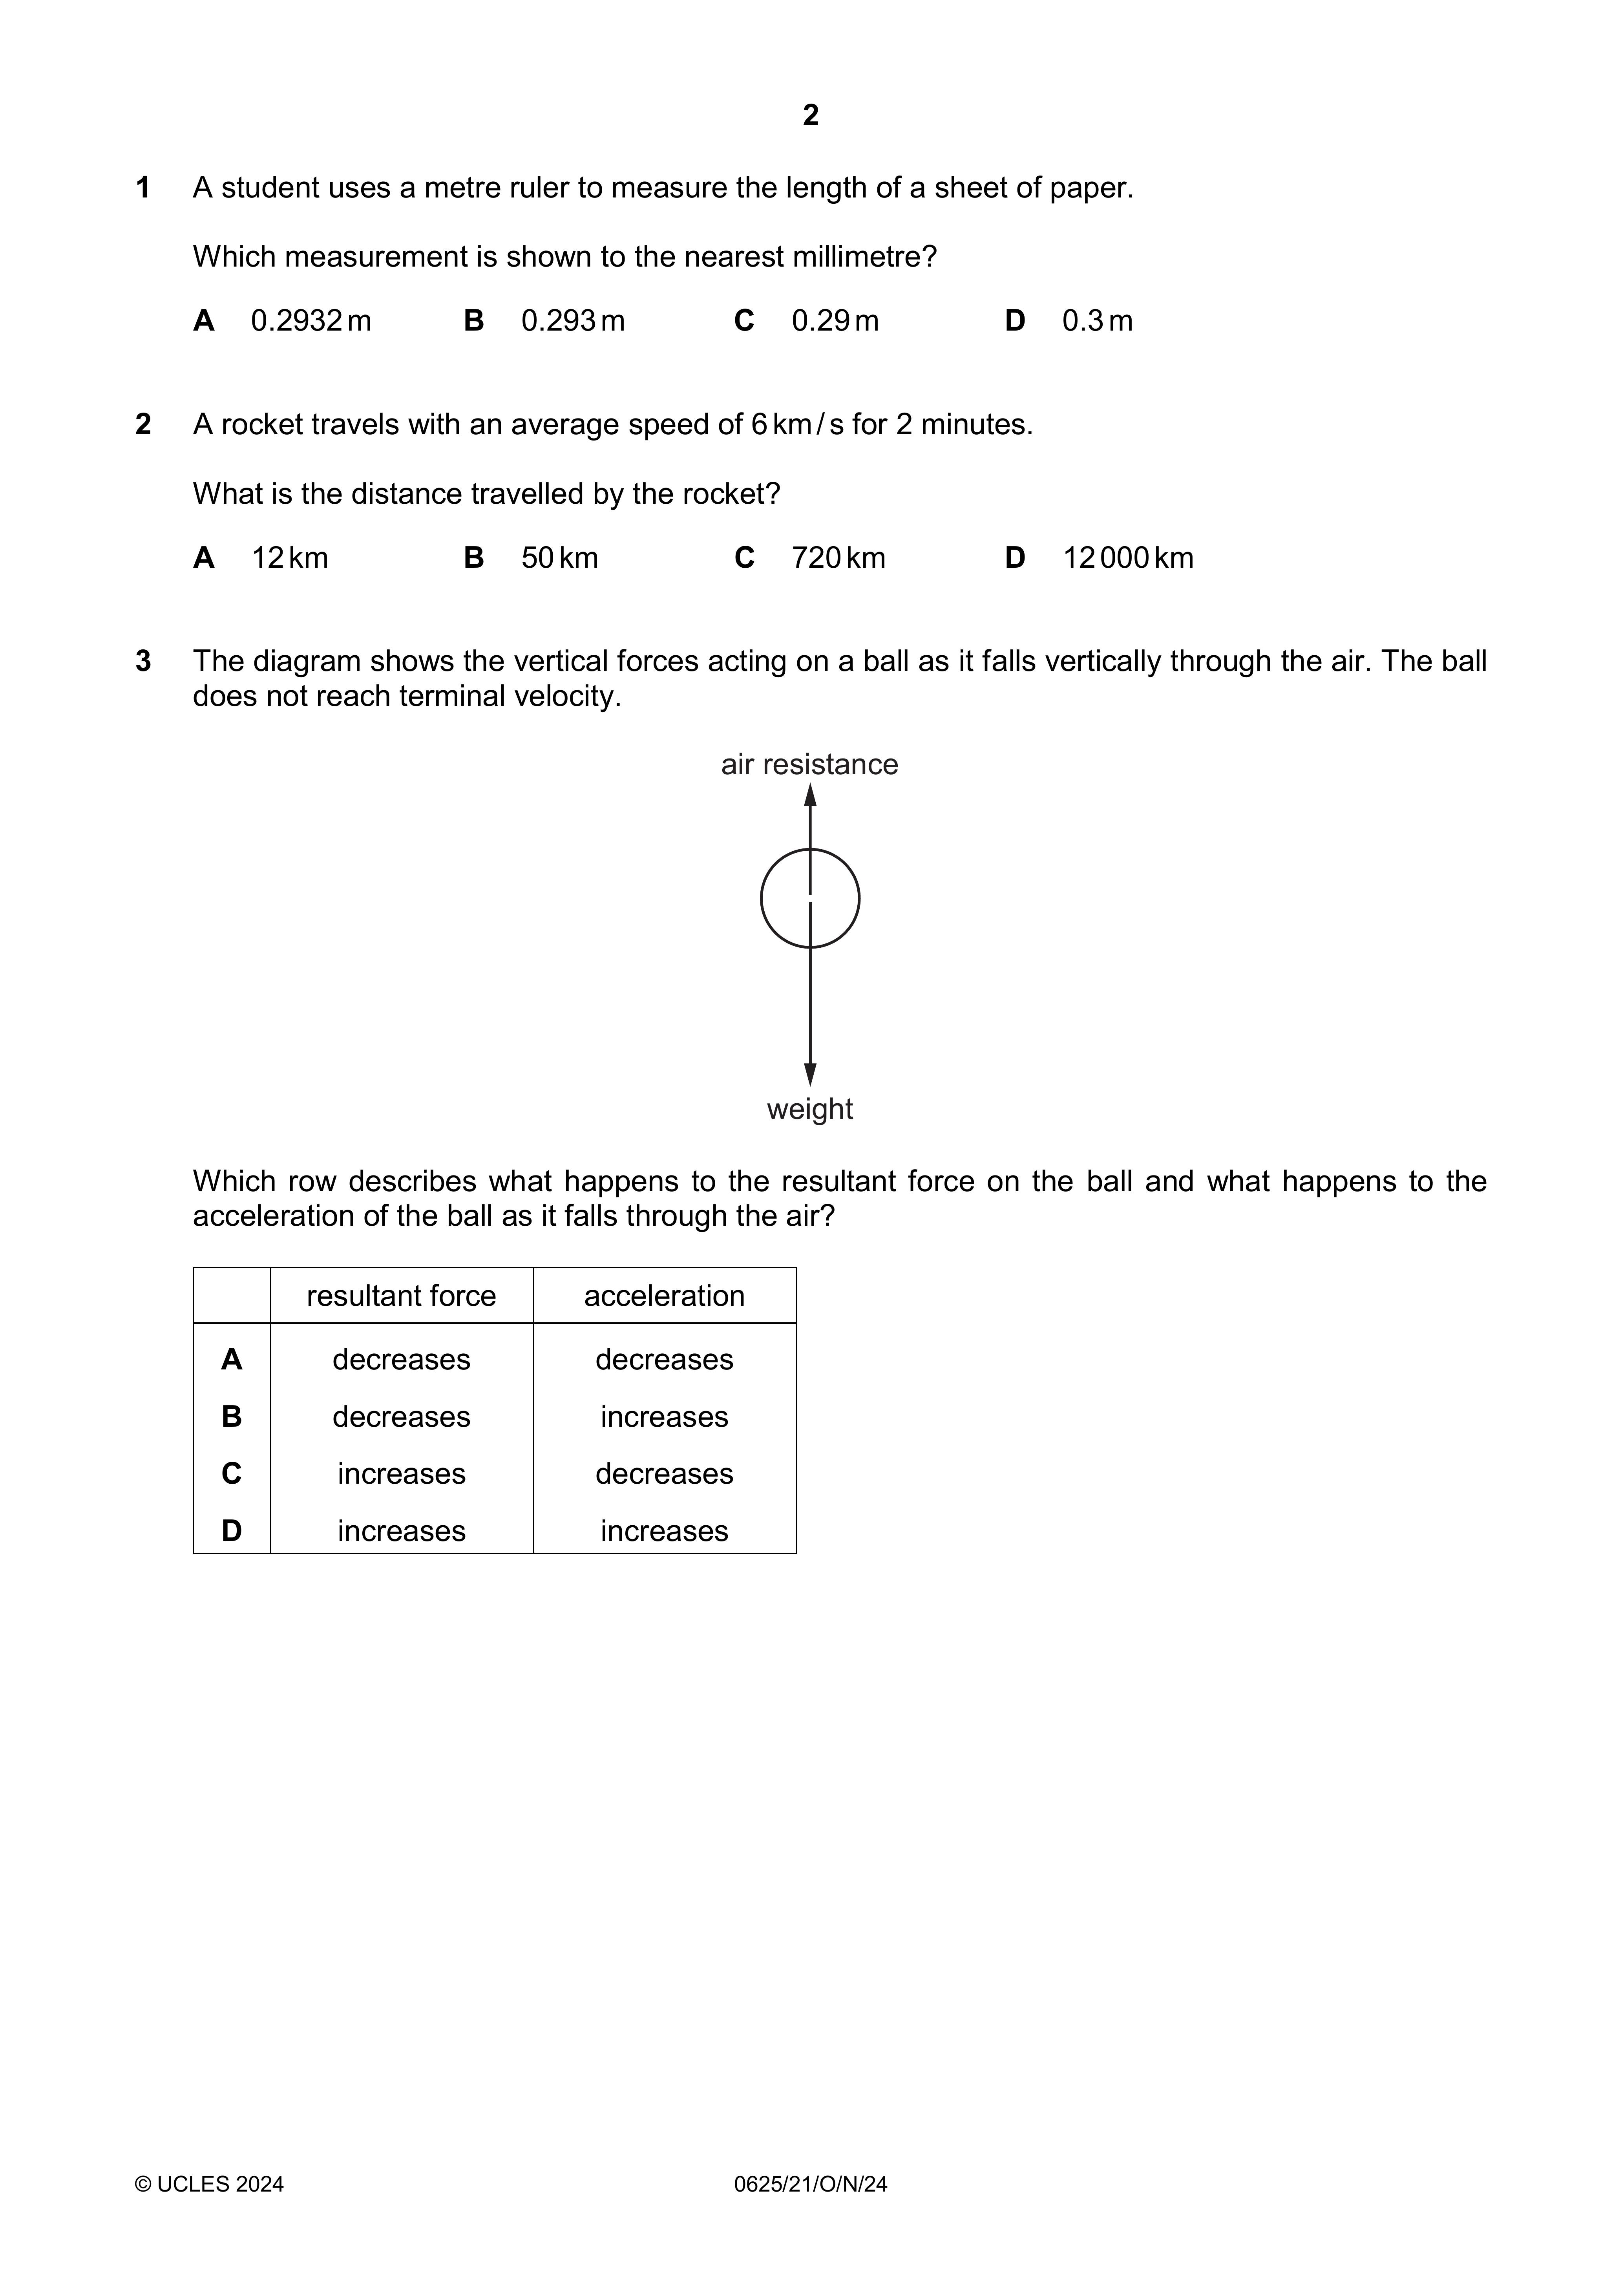 2
1 A student uses a metre ruler to measure the length of a sheet of paper.
Which measurement is shown to the nearest millimetre?
A 0.2932 m B 0.293 m C 0.29 m D 0.3 m
2 A rocket travels with an average speed of 6 km / s for 2 minutes.
What is the distance travelled by the rocket?
A 12 km B 50 km C 720 km D 12 000 km
3 The diagram shows the vertical forces acting on a ball as it falls vertically through the air. The ball
does not reach terminal velocity.
air resistance
weight
Which row describes what happens to the resultant force on the ball and what happens to the
acceleration of the ball as it falls through the air?
resultant force acceleration
A decreases decreases
B decreases increases
C increases decreases
D increases increases
© UCLES 2024 0625/21/O/N/24